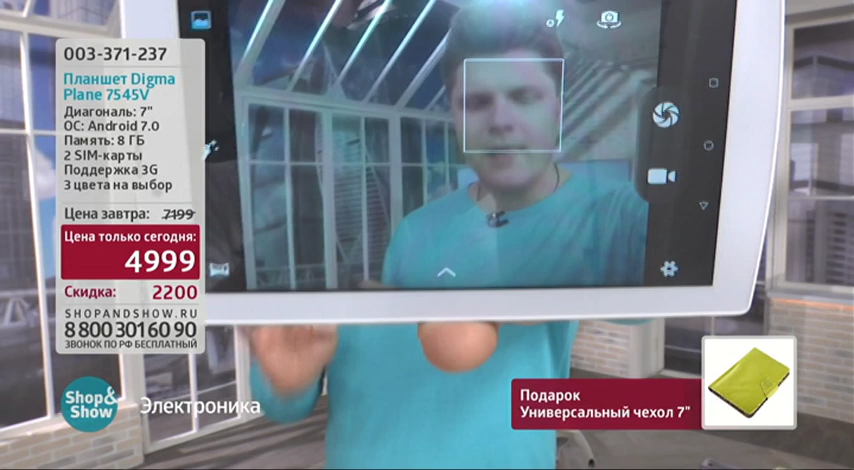 003-371-237
Планшет Digma
Plane 7545V
Диагональ: 7"
ОС: Android 7.0
Память: 8 ГБ
2 SIM-карты
Поддержка 3G
3 цвета на выбор
Цена завтра: 7199
Цена только сегодня:
4999
Скидка: 2200
SHOPANDSHOW.RU
8 800 301 60 90
ЗВОНОК ПО РФ БЕСПЛАТНЫЙ
Shop&
Show
Электроника
Подарок
Универсальный чехол 7"